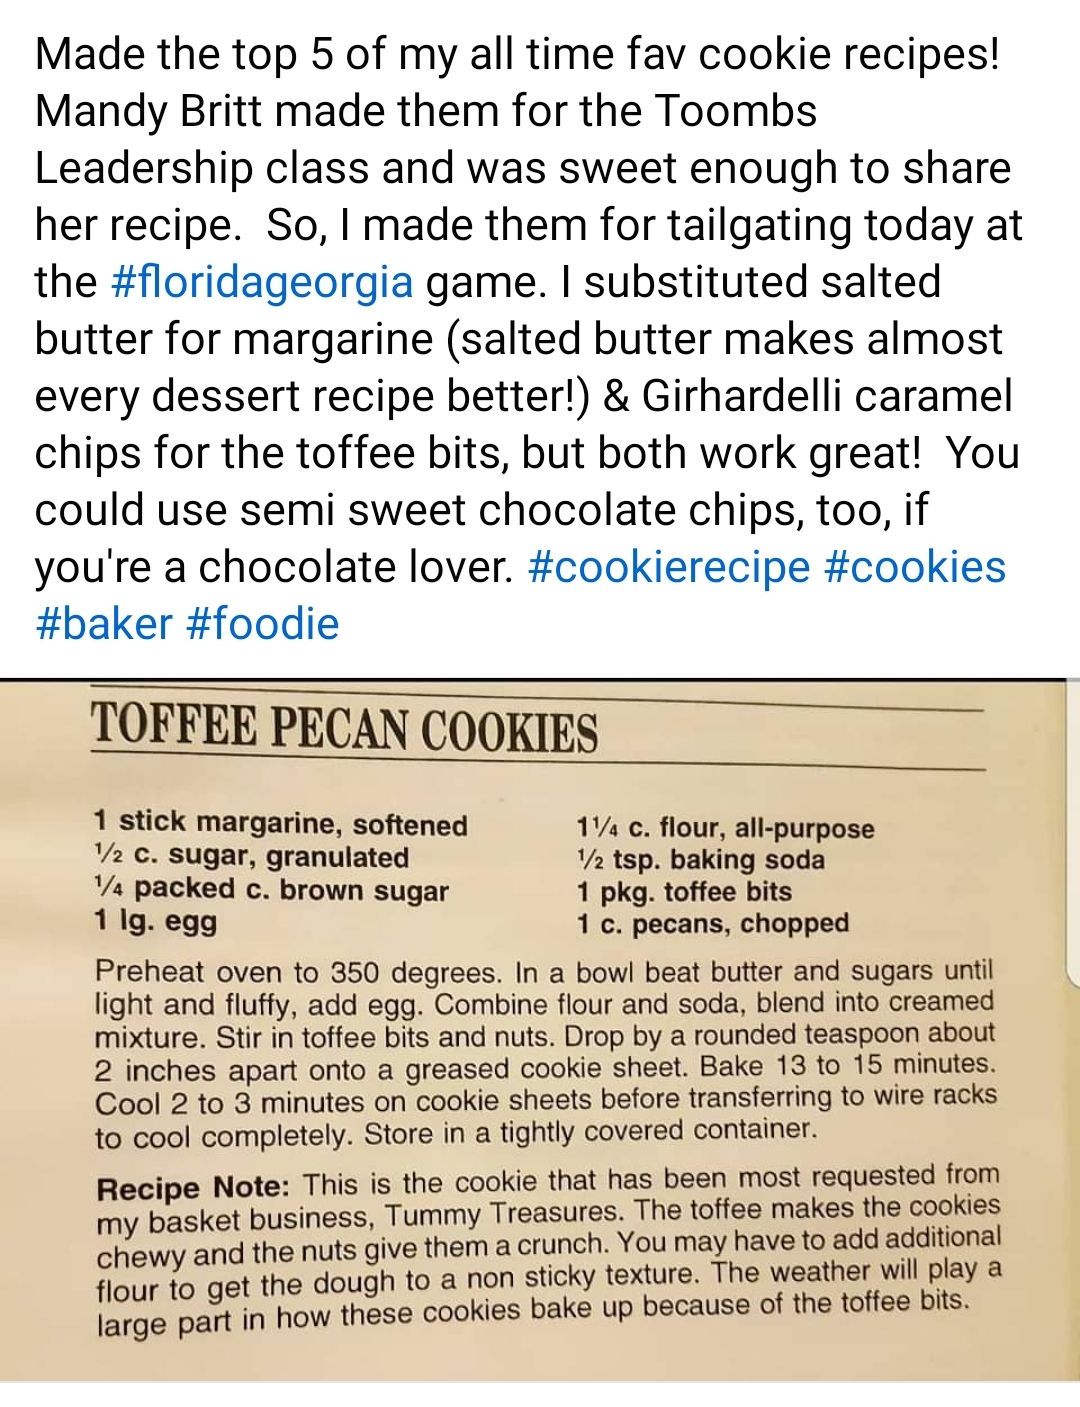 Made the top 5 of my all time fav cookie recipes!
Mandy Britt made them for the Toombs
Leadership class and was sweet enough to share
her recipe.  So, I made them for tailgating today at
the #floridageorgia game. I substituted salted
butter for margarine (salted butter makes almost
every dessert recipe better!) & Girhardelli caramel
chips for the toffee bits, but both work great!  You
could use semi sweet chocolate chips, too, if
you're a chocolate lover. #cookierecipe #cookies
#baker #foodie
TOFFEE PECAN COOKIES
1 stick margarine, softened
½ c. sugar, granulated
¼ packed c. brown sugar
1 lg. egg
1¼ c. flour, all-purpose
½ tsp. baking soda
1 pkg. toffee bits
1 c. pecans, chopped
Preheat oven to 350 degrees. In a bowl beat butter and sugars until
light and fluffy, add egg. Combine flour and soda, blend into creamed
mixture. Stir in toffee bits and nuts. Drop by a rounded teaspoon about
2 inches apart onto a greased cookie sheet. Bake 13 to 15 minutes.
Cool 2 to 3 minutes on cookie sheets before transferring to wire racks
to cool completely. Store in a tightly covered container.
Recipe Note: This is the cookie that has been most requested from
my basket business, Tummy Treasures. The toffee makes the cookies
chewy and the nuts give them a crunch. You may have to add additional
flour to get the dough to a non sticky texture. The weather will play a
large part in how these cookies bake up because of the toffee bits.